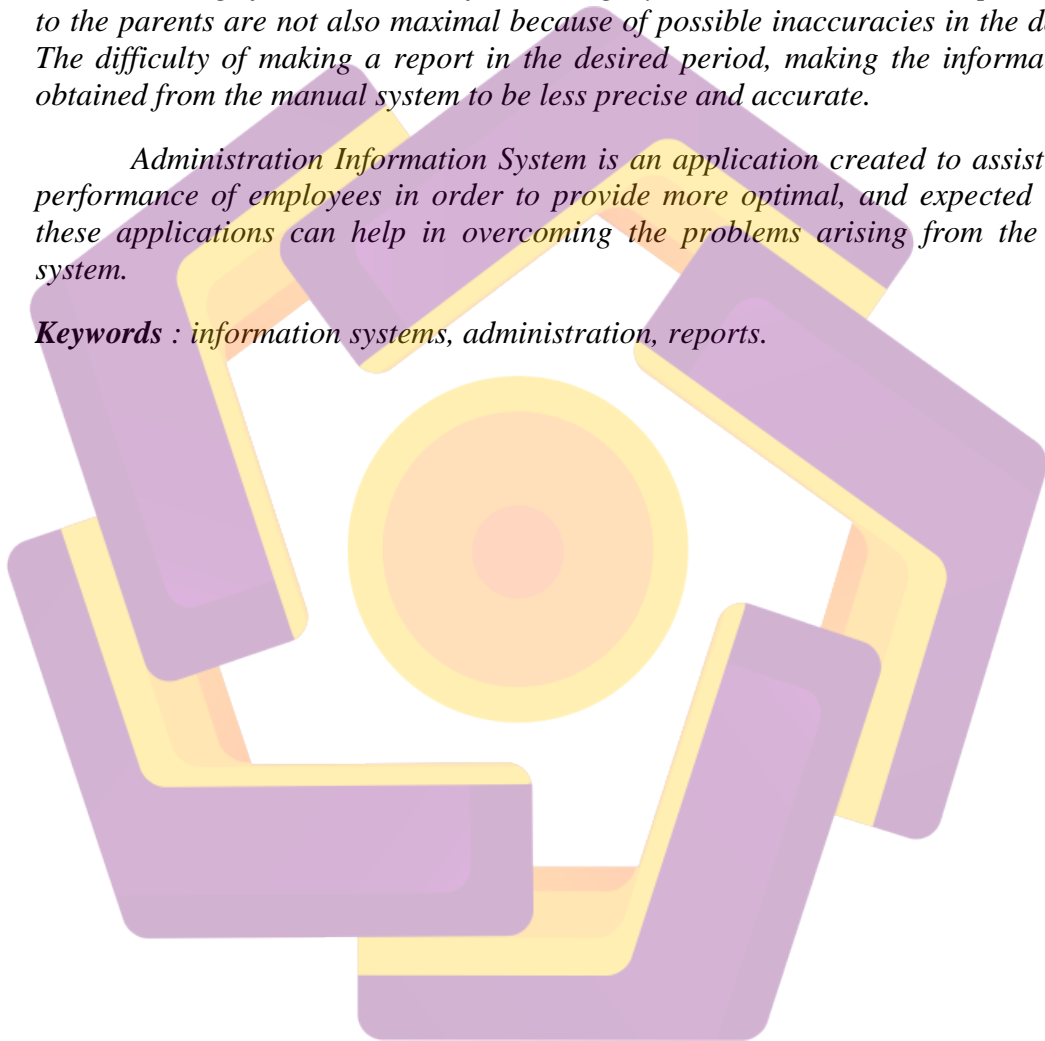 to the parents are not also maximal because of possible inaccuracies in the d
The difficulty of making a report in the desired period, making the informa
obtained from the manual system to be less precise and accurate.
Administration Information System is an application created to assist
performance of employees in order to provide more optimal, and expected
these applications can help in overcoming the problems arising from the
system.
Keywords : information systems, administration, reports.